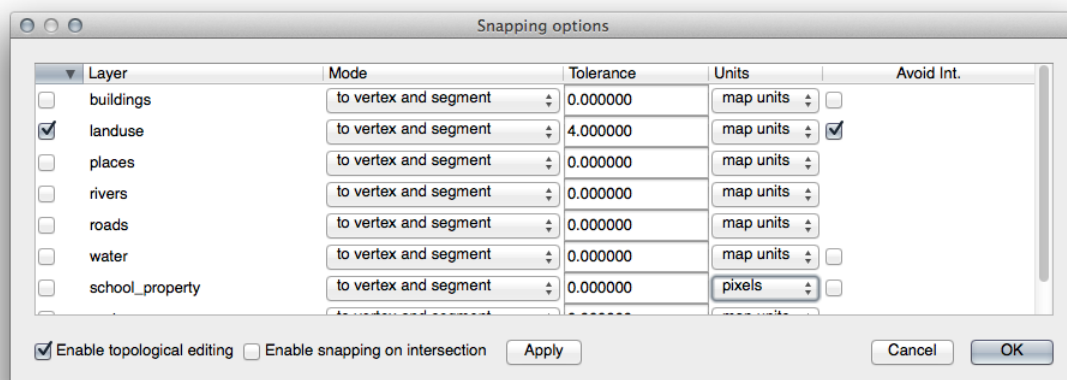 Snapping options
Layer Mode Tolerance Units Avoid Int.
buildings to vertex and segment 0.000000 map units
landuse to vertex and segment 4.000000 map units
places to vertex and segment 0.000000 map units
rivers to vertex and segment 0.000000 map units
roads to vertex and segment 0.000000 map units
water to vertex and segment 0.000000 map units
school_property to vertex and segment 0.000000 pixels
Enable topological editing Enable snapping on intersection Apply Cancel OK